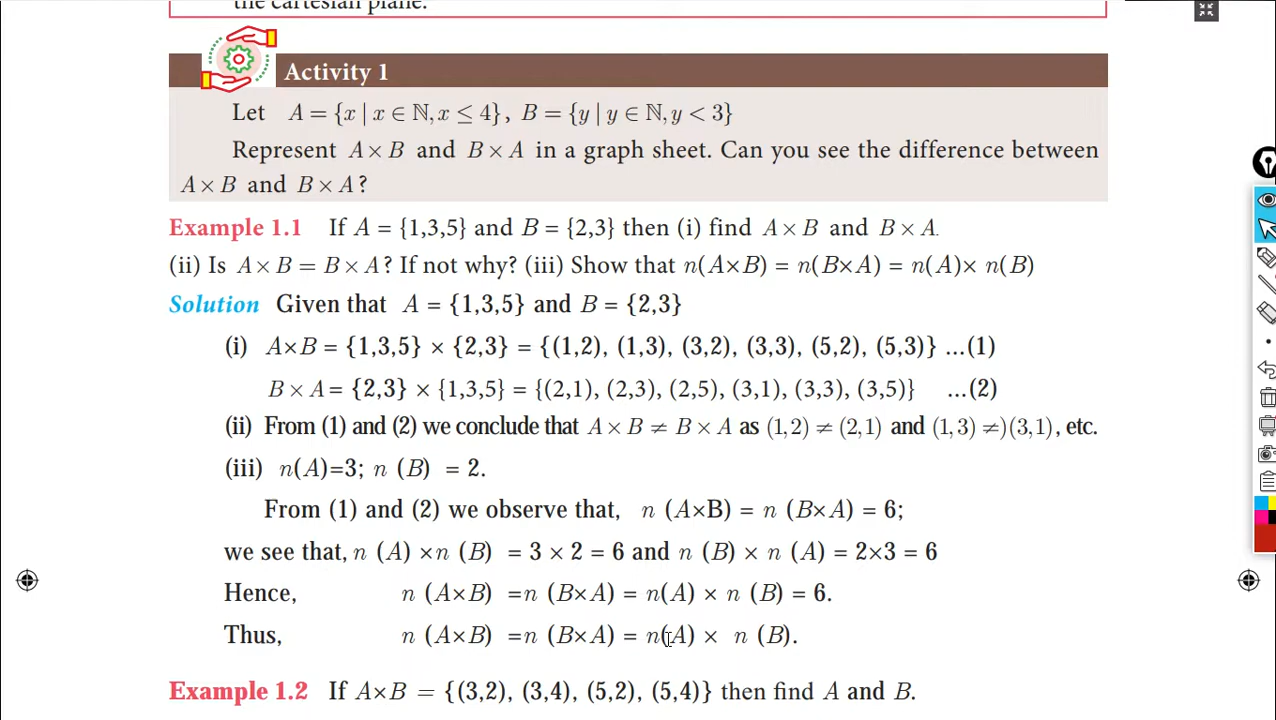 the cartesian plane.
Activity 1
Let A = {x | x ∈ ℕ, x ≤ 4}, B = {y | y ∈ ℕ, y < 3}
Represent A × B and B × A in a graph sheet. Can you see the difference between
A × B and B × A?
Example 1.1 If A = {1,3,5} and B = {2,3} then (i) find A × B and B × A.
(ii) Is A × B = B × A? If not why? (iii) Show that n(A×B) = n(B×A) = n(A)× n(B)
Solution Given that A = {1,3,5} and B = {2,3}
(i) A×B = {1,3,5} × {2,3} = {(1,2), (1,3), (3,2), (3,3), (5,2), (5,3)} ...(1)
B × A = {2,3} × {1,3,5} = {(2,1), (2,3), (2,5), (3,1), (3,3), (3,5)} ...(2)
(ii) From (1) and (2) we conclude that A × B ≠ B × A as (1,2) ≠ (2,1) and (1,3) ≠)(3,1), etc.
(iii) n(A)=3; n (B) = 2.
From (1) and (2) we observe that, n (A×B) = n (B×A) = 6;
we see that, n (A) ×n (B) = 3 × 2 = 6 and n (B) × n (A) = 2×3 = 6
Hence, n (A×B) =n (B×A) = n(A) × n (B) = 6.
Thus, n (A×B) =n (B×A) = n(A) × n (B).
Example 1.2 If A×B = {(3,2), (3,4), (5,2), (5,4)} then find A and B.